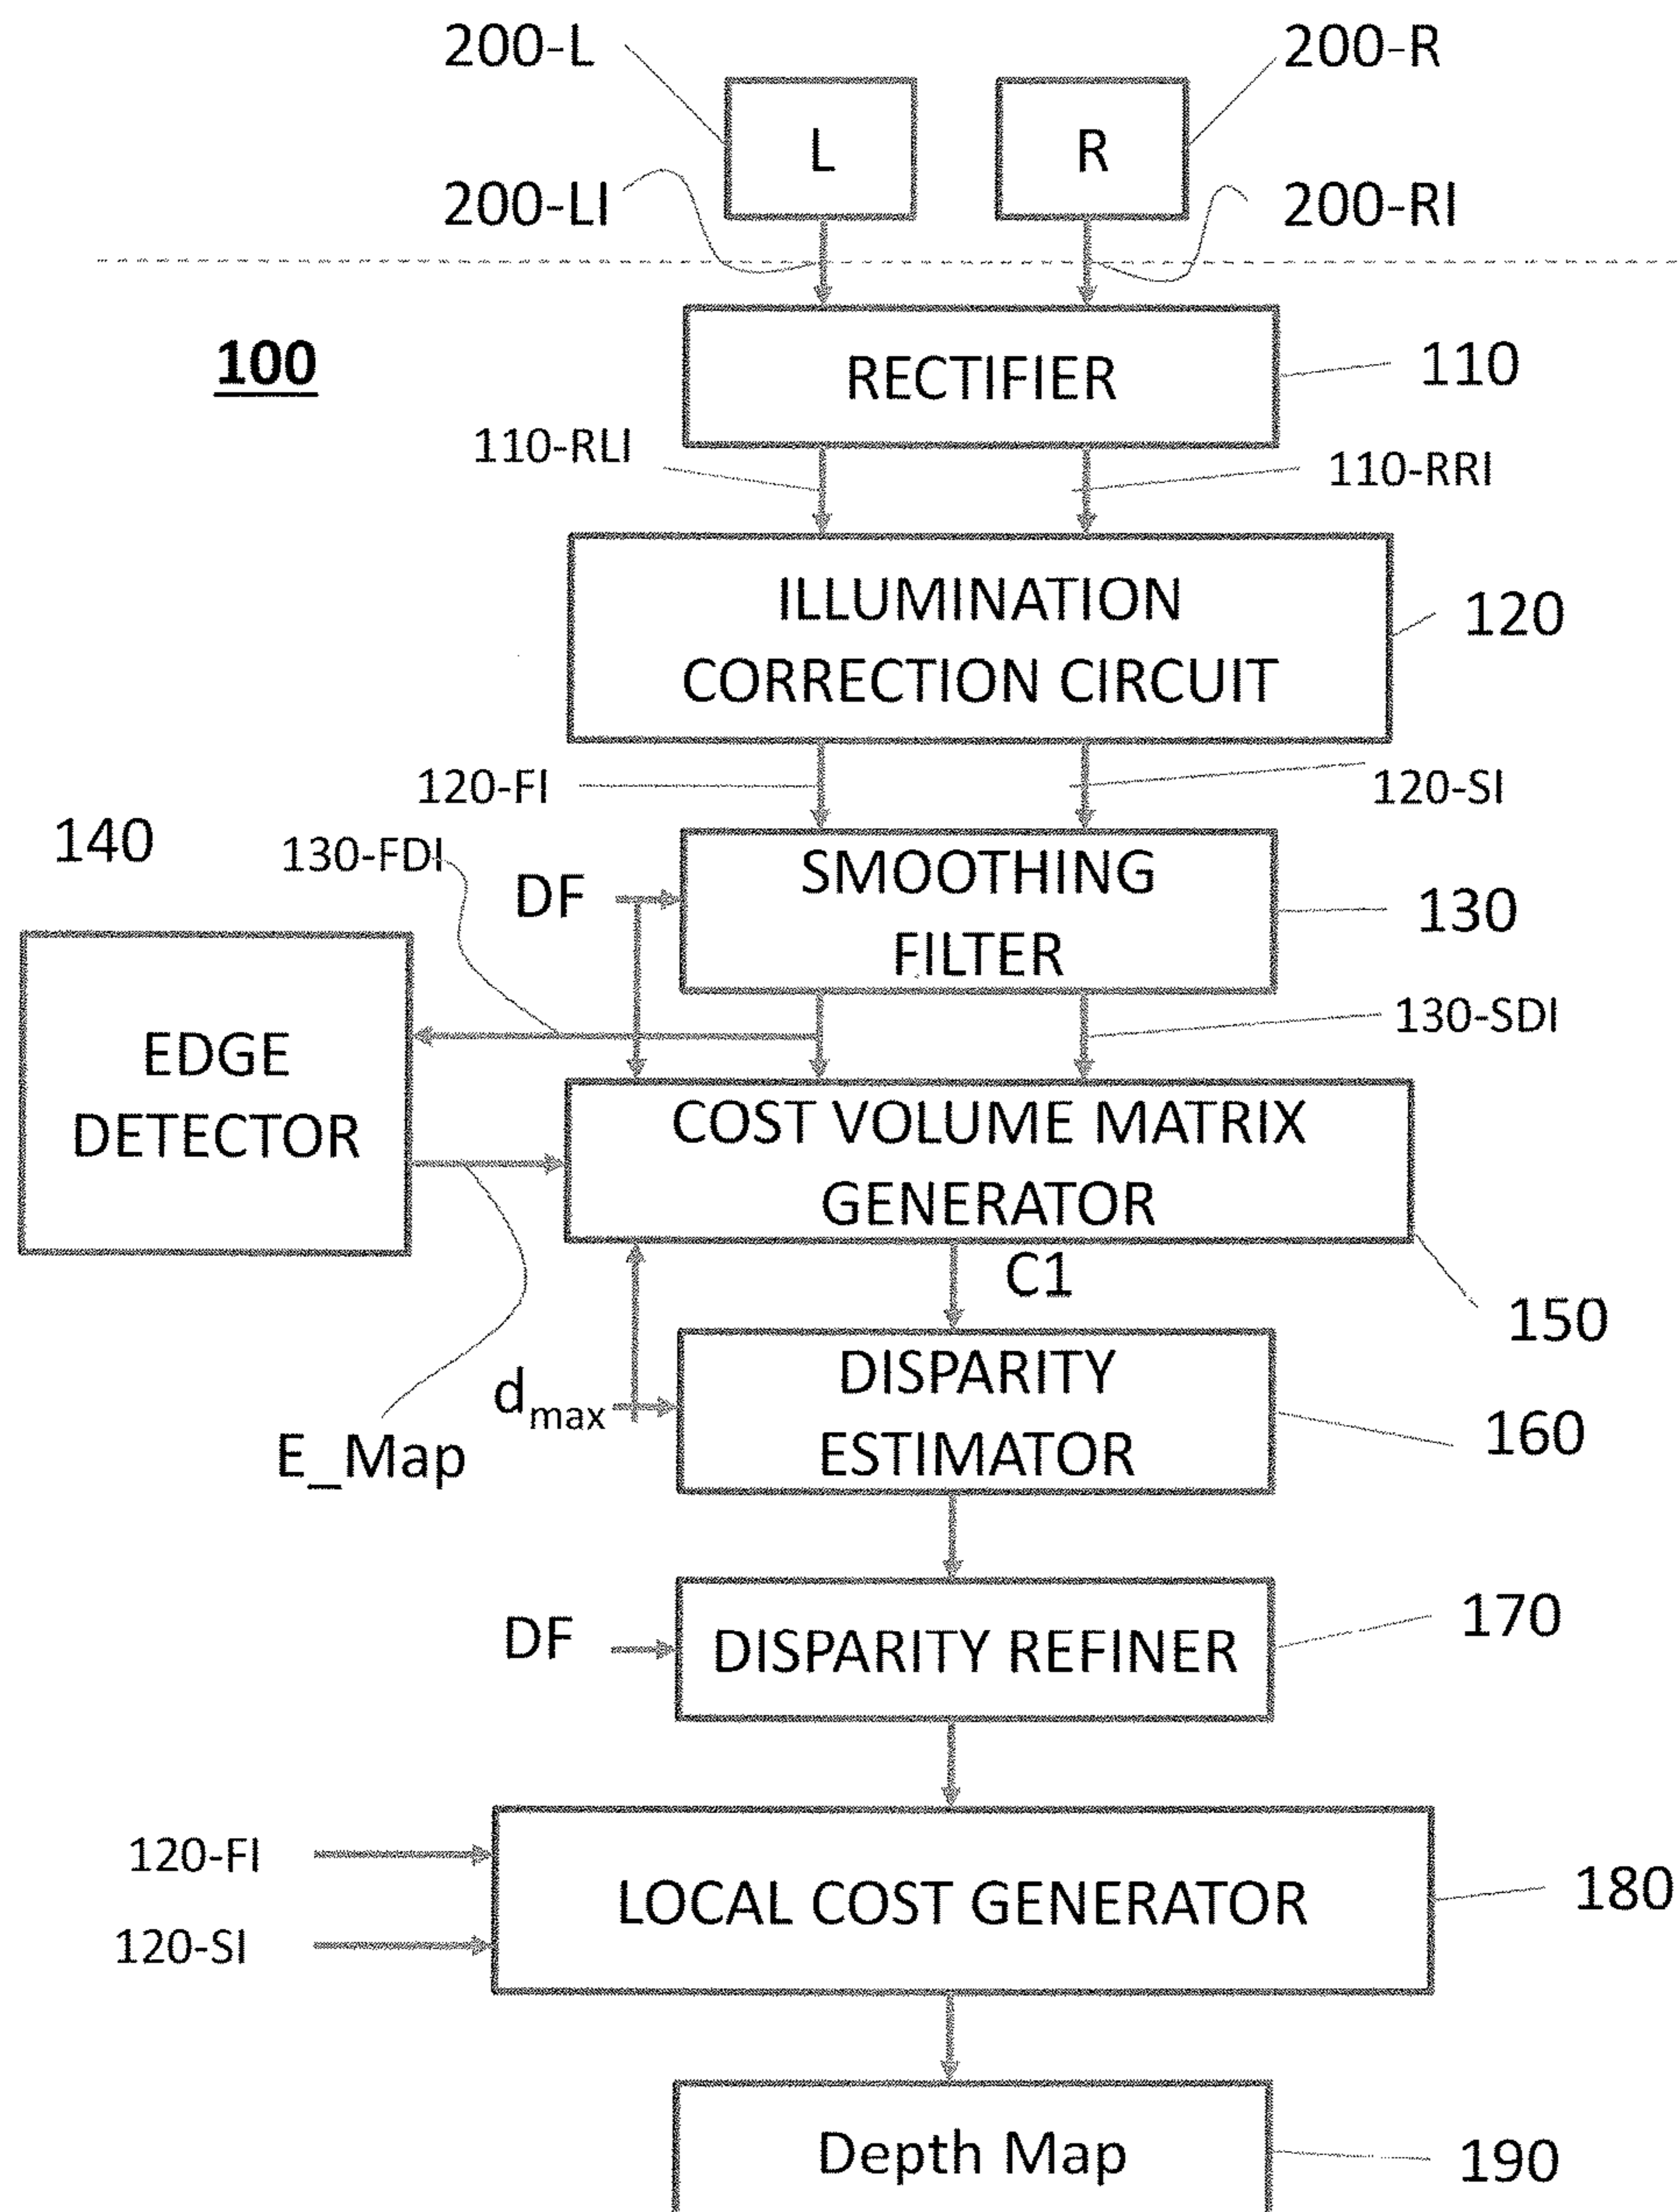 200-L
200-R
L
R
200-LI
200-RI
100
RECTIFIER
110
110-RLI
110-RRI
ILLUMINATION
CORRECTION CIRCUIT
120
120-FI
120-SI
140
130-FDI
DF
SMOOTHING
FILTER
130
130-SDI
EDGE
DETECTOR
COST VOLUME MATRIX
GENERATOR
C1
150
dmax
DISPARITY
ESTIMATOR
160
E_Map
DF
DISPARITY REFINER
170
120-FI
120-SI
LOCAL COST GENERATOR
180
Depth Map
190